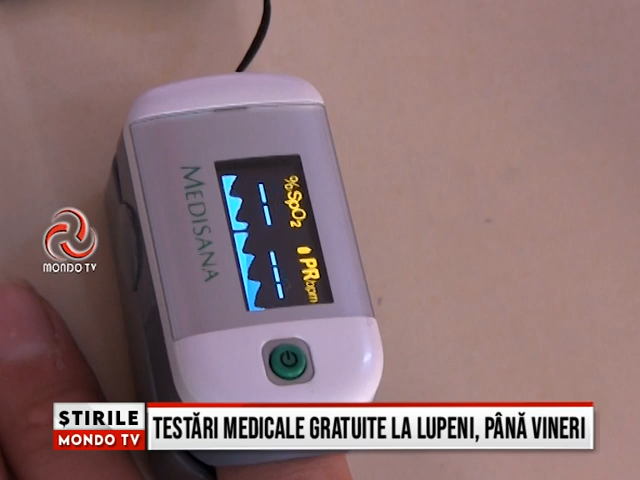 MEDISANA
%SpO2
PRbpm
-- ---
MONDO TV
ȘTIRILE
MONDO TV
TESTĂRI MEDICALE GRATUITE LA LUPENI, PÂNĂ VINERI